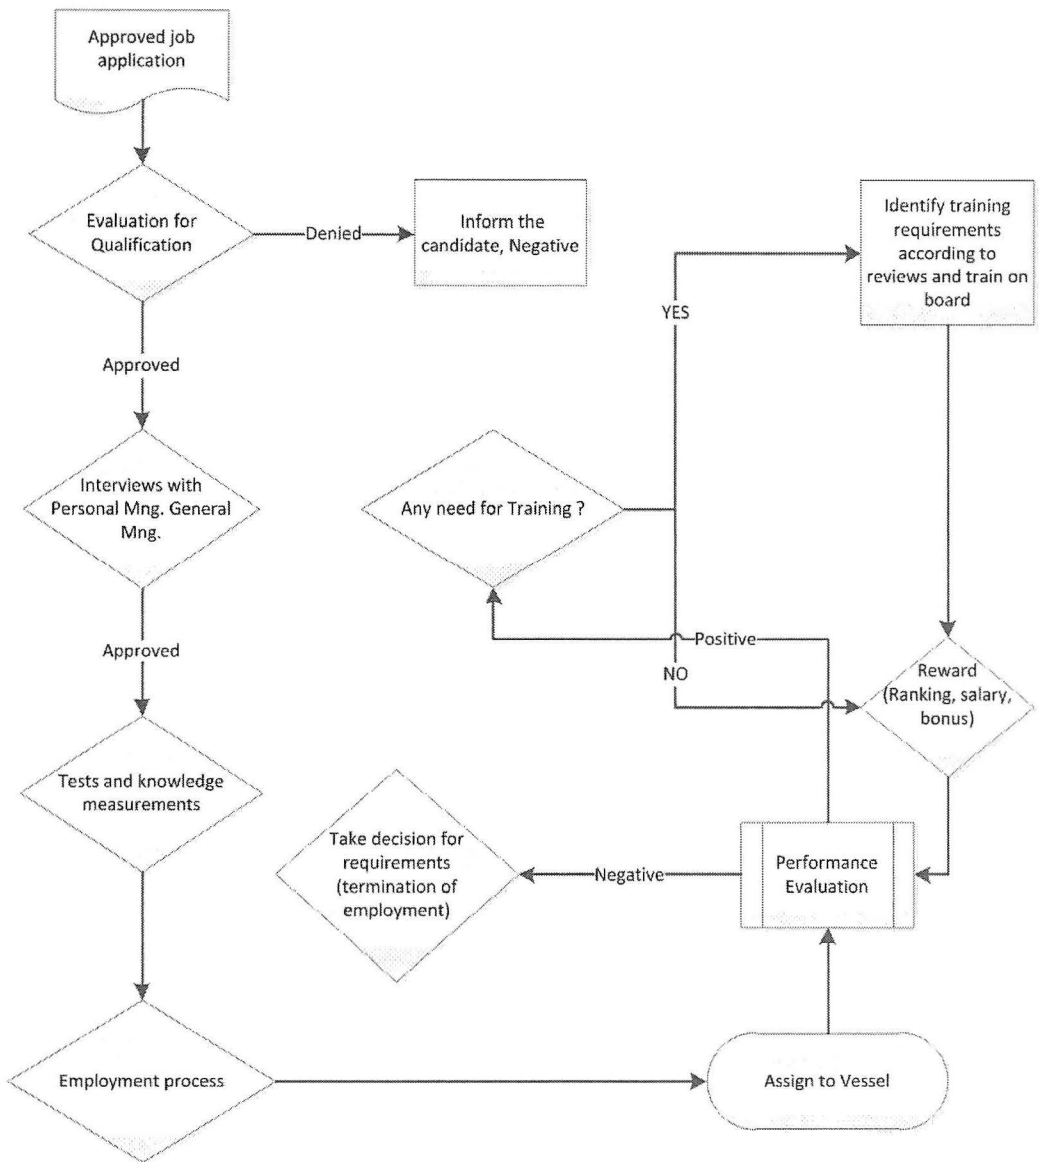 Approved job
application
Evaluation for
Qualification
Denied
Inform the
candidate, Negative
Identify training
requirements
according to
reviews and train on
board
YES
Approved
Interviews with
Personal Mng. General
Mng.
Any need for Training ?
Approved
Positive
NO
Reward
(Ranking, salary,
bonus)
Tests and knowledge
measurements
Take decision for
requirements
(termination of
employment)
Negative
Performance
Evaluation
Employment process
Assign to Vessel